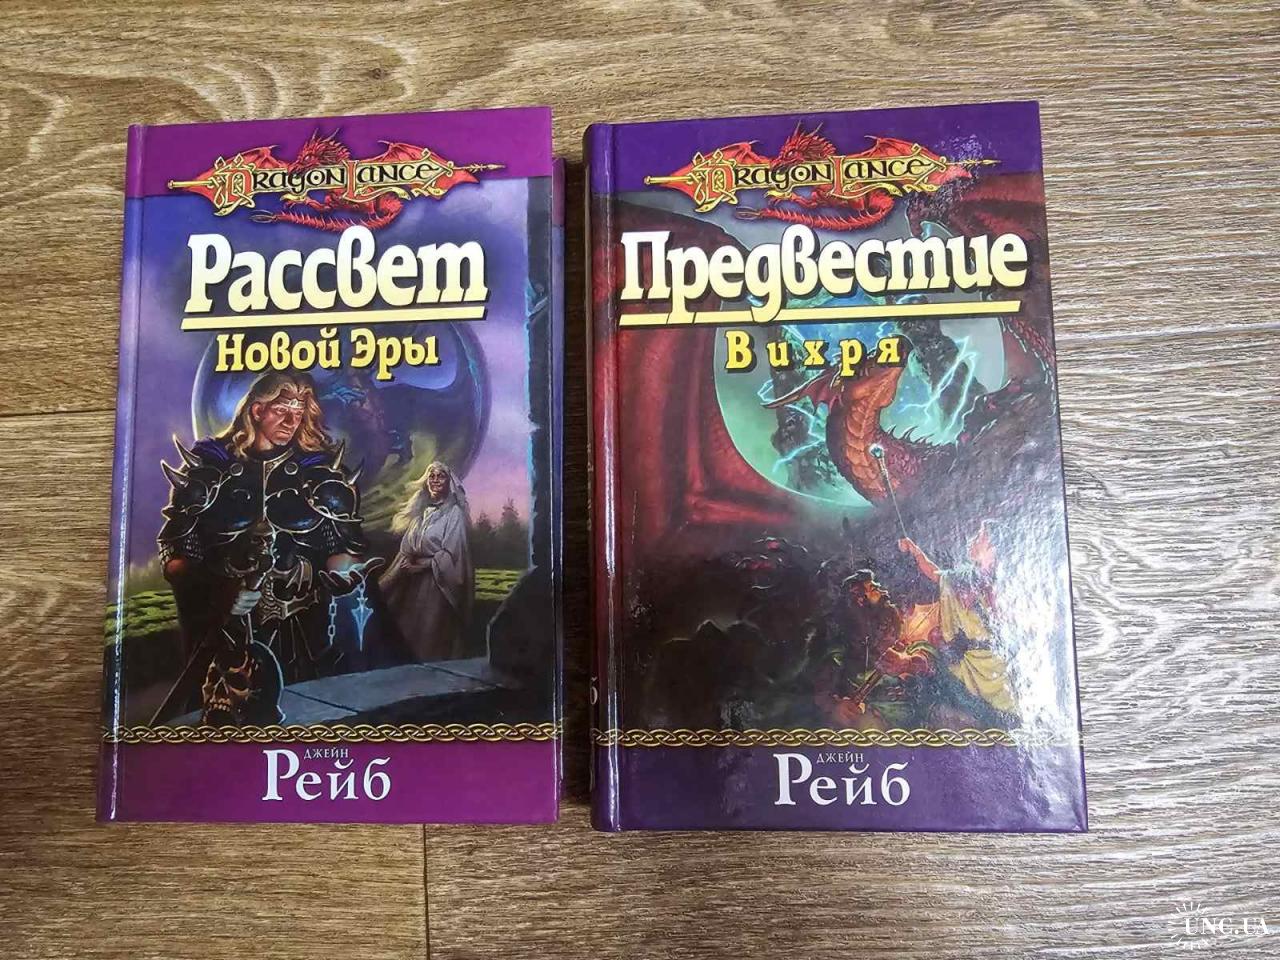 DragonLance
Рассвет
Новой Эры
Джейн
Рейб
DragonLance
Предвестие
Вихря
Джейн
Рейб
б
UNC.UA